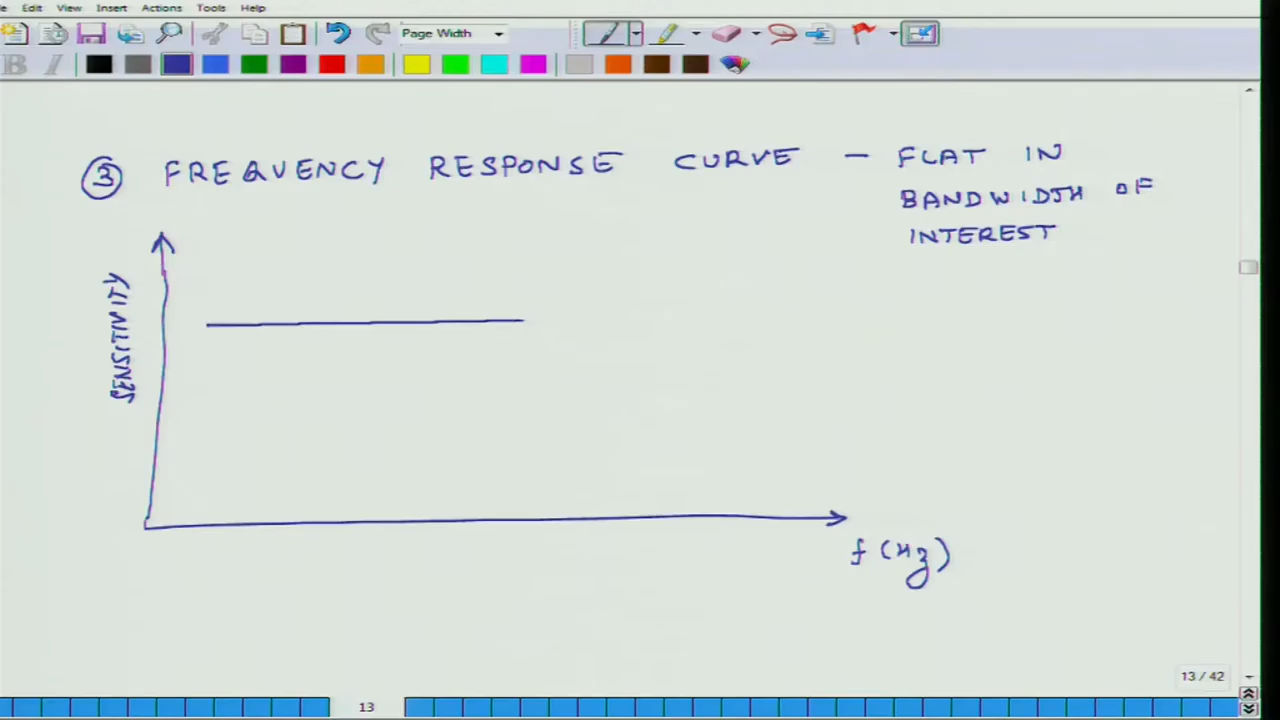 Edit View Insert Actions Tools Help
Page Width
B I
③ FREQUENCY RESPONSE CURVE – FLAT IN
BANDWIDTH OF
INTEREST
SENSITIVITY
f (Hz)
13 / 42
13